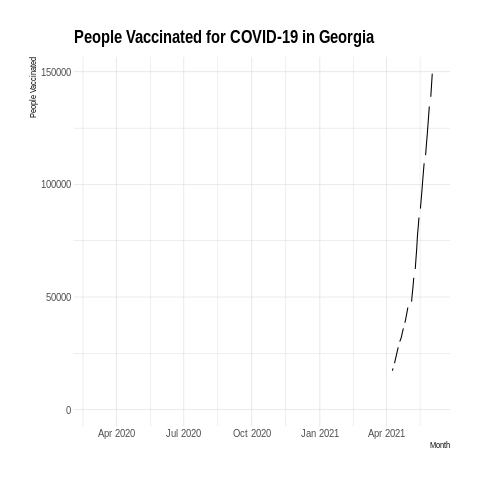 People Vaccinated for COVID-19 in Georgia
People Vaccinated
150000
100000
50000
0
Apr 2020 Jul 2020 Oct 2020 Jan 2021 Apr 2021
Month